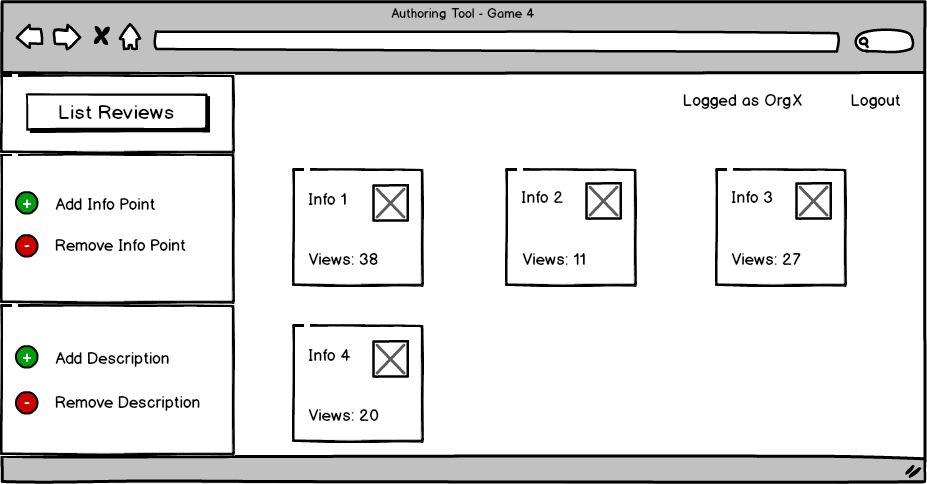 Authoring Tool - Game 4
List Reviews
Logged as OrgX
Logout
Add Info Point
Remove Info Point
Add Description
Remove Description
Info 1
Views: 38
Info 2
Views: 11
Info 3
Views: 27
Info 4
Views: 20